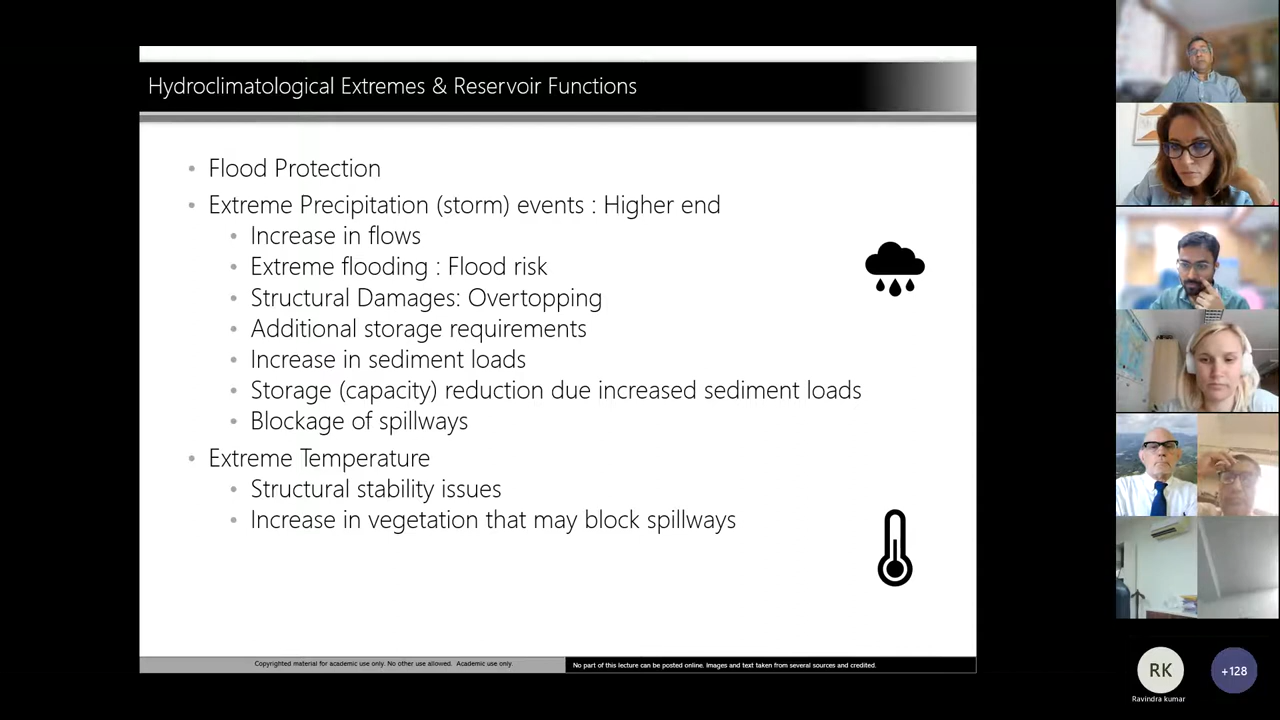 Hydroclimatological Extremes & Reservoir Functions
• Flood Protection
• Extreme Precipitation (storm) events : Higher end
• Increase in flows
• Extreme flooding : Flood risk
• Structural Damages: Overtopping
• Additional storage requirements
• Increase in sediment loads
• Storage (capacity) reduction due increased sediment loads
• Blockage of spillways
• Extreme Temperature
• Structural stability issues
• Increase in vegetation that may block spillways
Copyrighted material for academic use only. No other use allowed. Academic use only.
No part of this lecture can be posted online. Images and text taken from several sources and credited.
RK
Ravindra kumar
+128